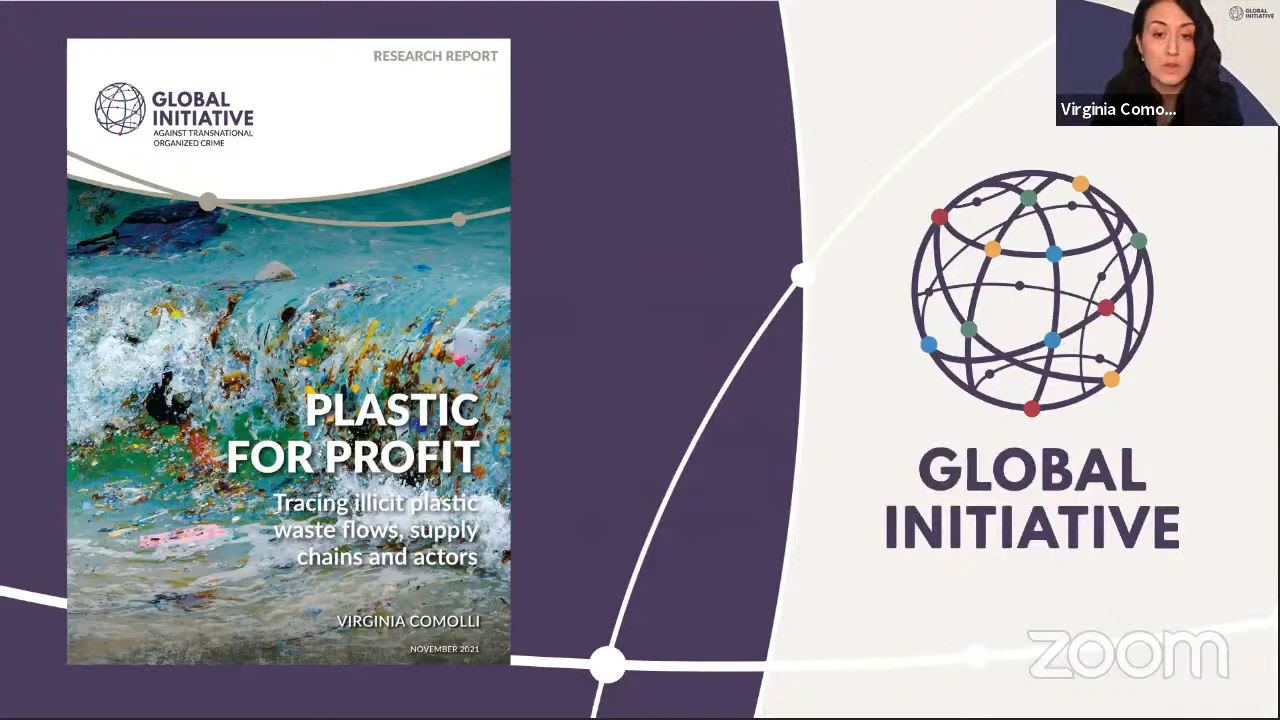 RESEARCH REPORT
GLOBAL
INITIATIVE
AGAINST TRANSNATIONAL
ORGANIZED CRIME
PLASTIC
FOR PROFIT
Tracing illicit plastic
waste flows, supply
chains and actors
VIRGINIA COMOLLI
NOVEMBER 2021
GLOBAL
INITIATIVE
Virginia Como...
GLOBAL
INITIATIVE
zoom